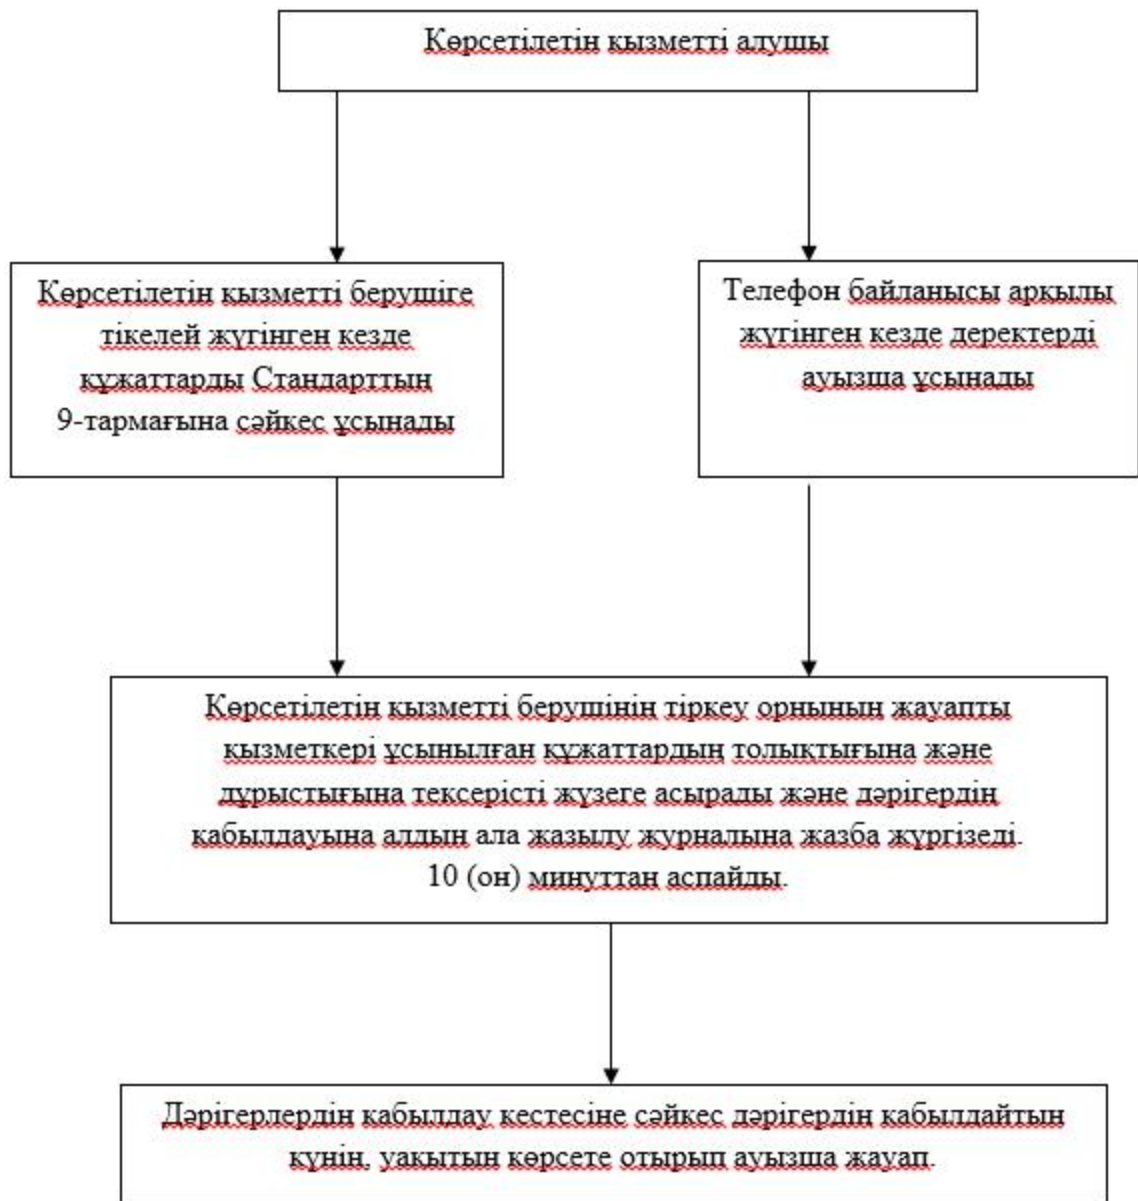 Көрсетілетін қызметті алушы
Көрсетілетін қызметті берушіге
тікелей жүгінген кезде
құжаттарды Стандарттың
9-тармағына сәйкес ұсынады
Телефон байланысы арқылы
жүгінген кезде деректерді
ауызша ұсынады
Көрсетілетін қызметті берушінің тіркеу орнының жауапты
қызметкері ұсынылған құжаттардың толықтығына және
дұрыстығына тексерісті жүзеге асырады және дәрігердің
қабылдауына алдын ала жазылу журналына жазба жүргізеді.
10 (он) минуттан аспайды.
Дәрігерлердің қабылдау кестесіне сәйкес дәрігердің қабылдайтын
күнін, уақытын көрсете отырып ауызша жауап.